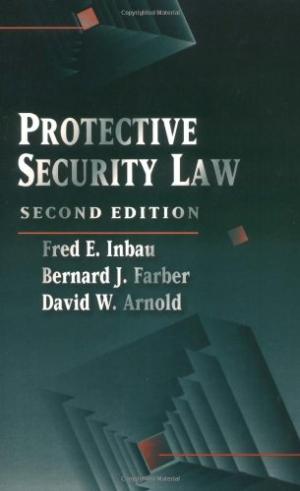 PROTECTIVE
SECURITY LAW
SECOND EDITION
Fred E. Inbau
Bernard J. Farber
David W. Arnold